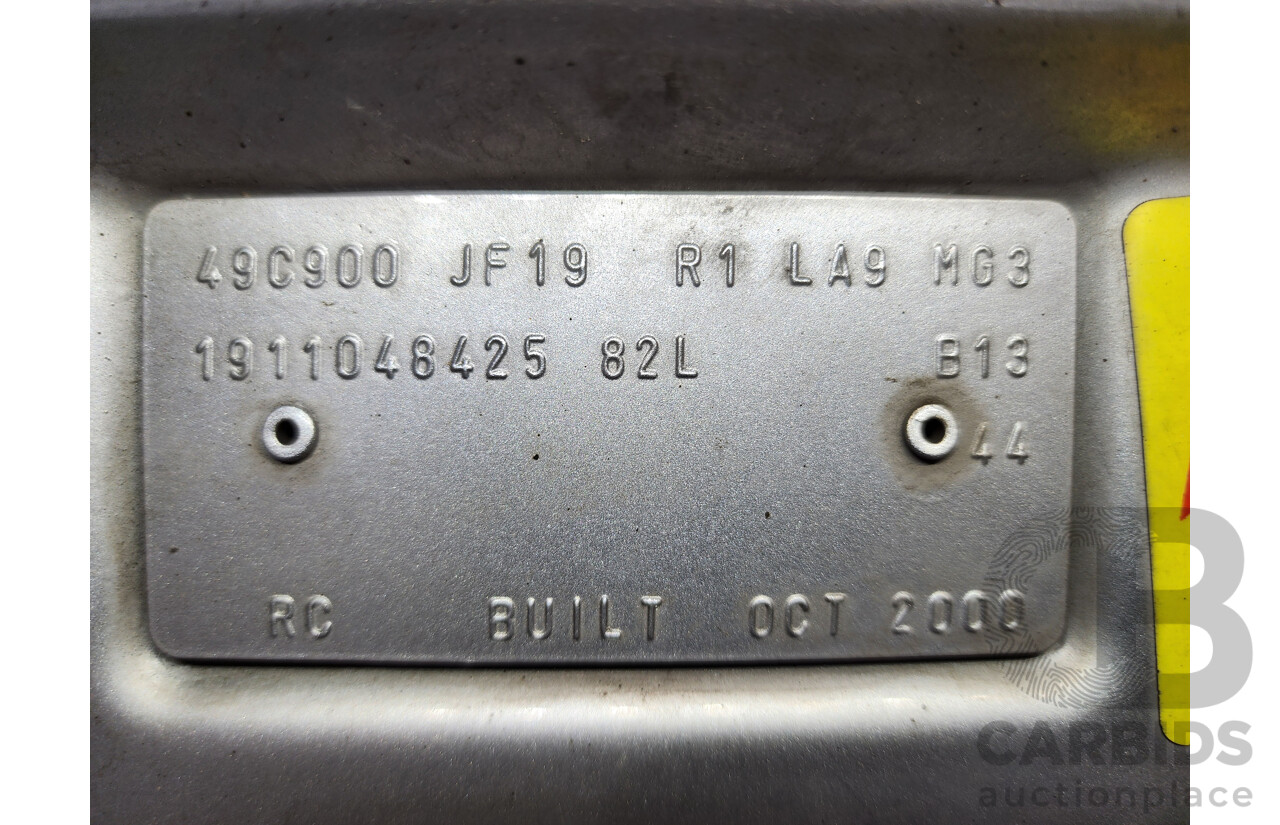 49C900 JF19 R1 LA9 MG3
1911048425 82L B13
44
RC BUILT OCT 2000
CARBIDS
auctionplace